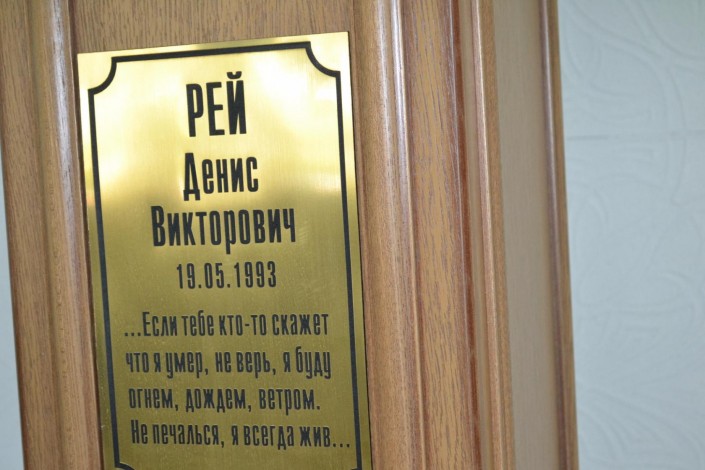 РЕЙ
Денис
Викторович
19.05.1993
...Если тебе кто-то скажет
что я умер, не верь, я буду
огнем, дождем, ветром.
Не печалься, я всегда жив...